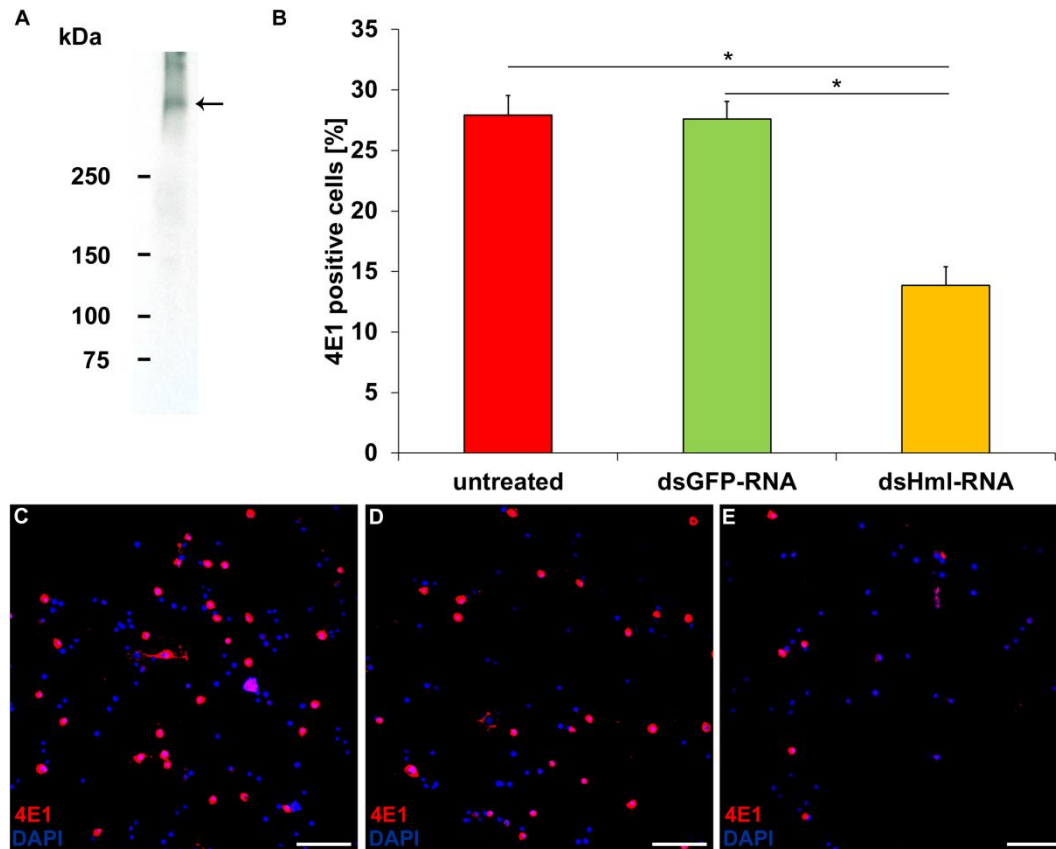 A
kDa
250
150
100
75
B
4E1 positive cells [%]
35
30
25
20
15
10
5
0
*
*
untreated dsGFP-RNA dsHml-RNA
C
4E1
DAPI
D
4E1
DAPI
E
4E1
DAPI